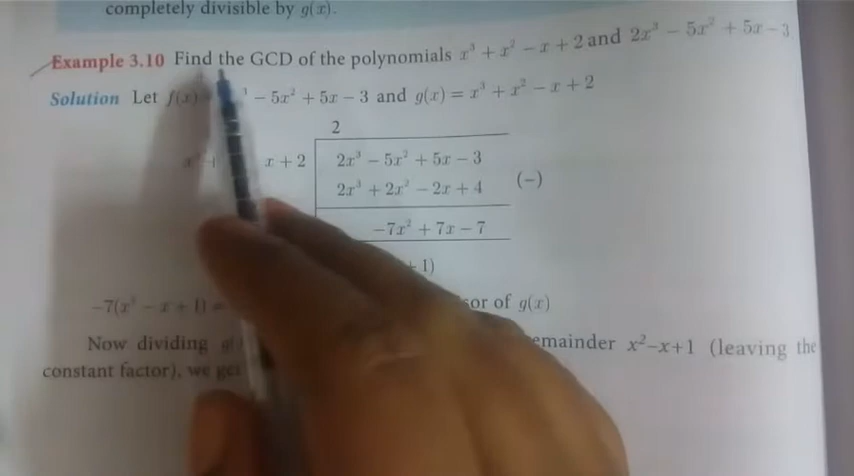 completely divisible by g(x).
Example 3.10 Find the GCD of the polynomials x³ + x² − x + 2 and 2x³ − 5x² + 5x − 3
Solution Let f(x) − 5x² + 5x − 3 and g(x) = x³ + x² − x + 2
2
x + 2 2x³ − 5x² + 5x − 3
2x³ + 2x² − 2x + 4 (−)
−7x² + 7x − 7
+ 1)
−7(x² − x + 1) = of g(x)
Now dividing x²−x+1 (leaving the
constant factor), we get